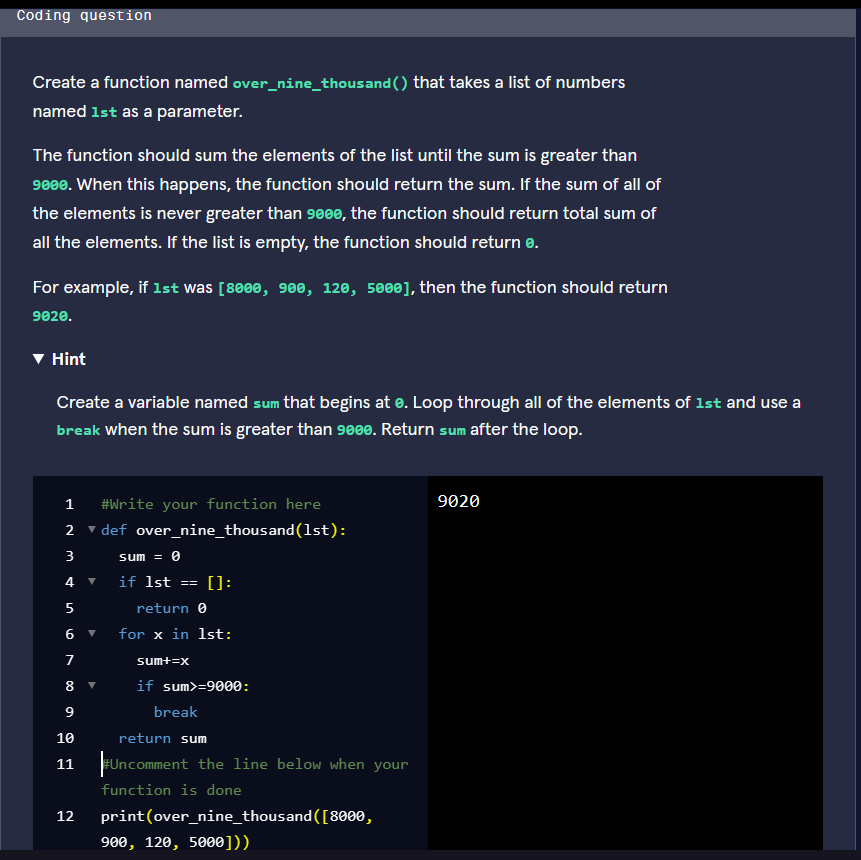 Coding question
Create a function named over_nine_thousand() that takes a list of numbers
named lst as a parameter.
The function should sum the elements of the list until the sum is greater than
9000. When this happens, the function should return the sum. If the sum of all of
the elements is never greater than 9000, the function should return total sum of
all the elements. If the list is empty, the function should return 0.
For example, if lst was [8000, 900, 120, 5000], then the function should return
9020.
▼ Hint
Create a variable named sum that begins at 0. Loop through all of the elements of lst and use a
break when the sum is greater than 9000. Return sum after the loop.
1 #Write your function here
2 ▼ def over_nine_thousand(lst):
3 sum = 0
4 ▼ if lst == []:
5 return 0
6 ▼ for x in lst:
7 sum+=x
8 ▼ if sum>=9000:
9 break
10 return sum
11 #Uncomment the line below when your
function is done
12 print(over_nine_thousand([8000,
900, 120, 5000]))
9020